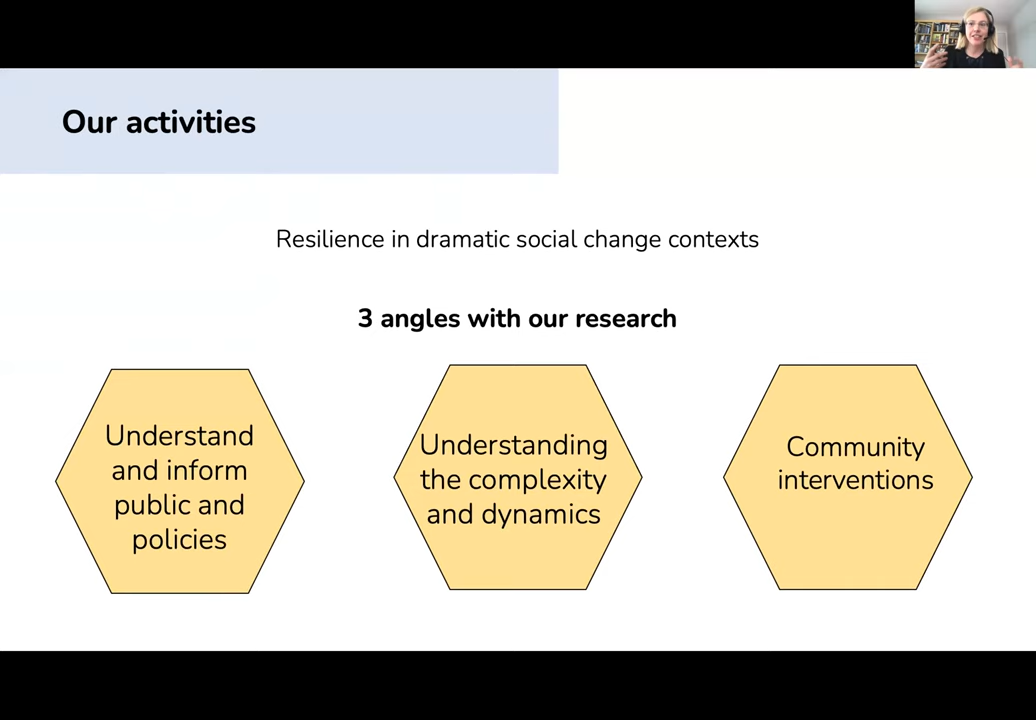 Our activities
Resilience in dramatic social change contexts
3 angles with our research
Understand
and inform
public and
policies
Understanding
the complexity
and dynamics
Community
interventions